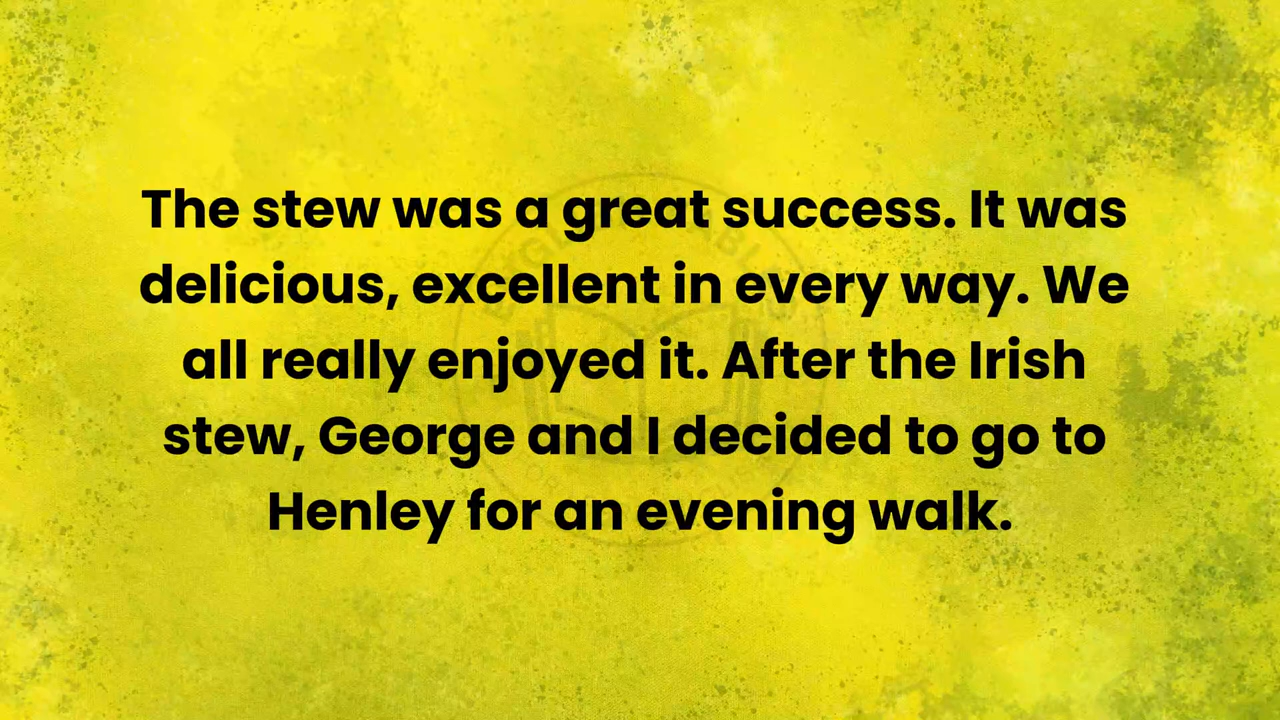 The stew was a great success. It was
delicious, excellent in every way. We
all really enjoyed it. After the Irish
stew, George and I decided to go to
Henley for an evening walk.